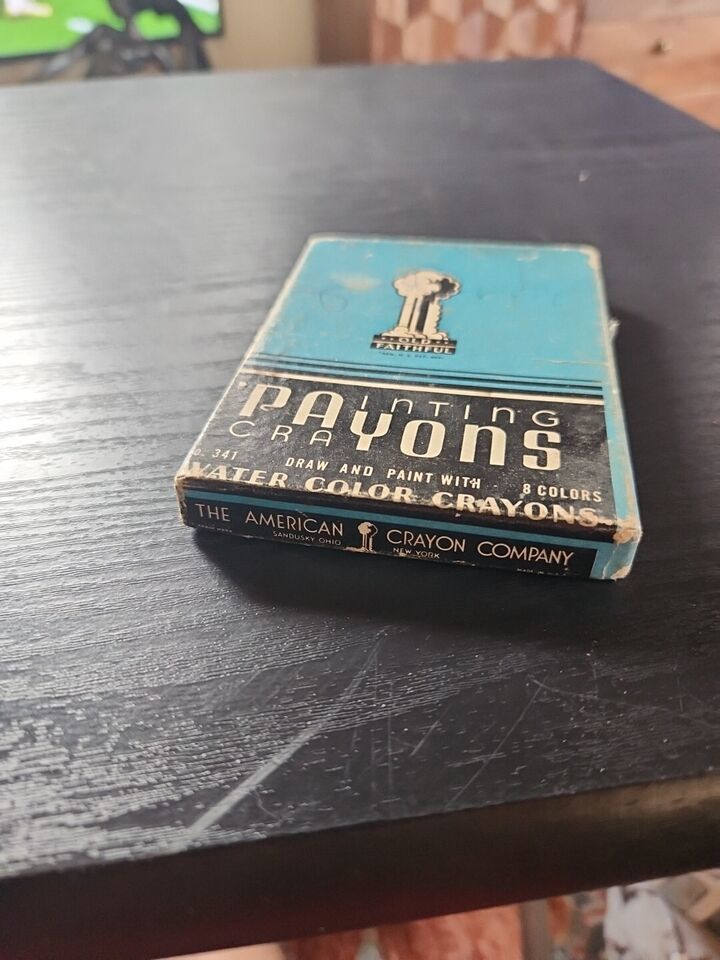 OLD
FAITHFUL
"PAINTING
CRAYONS
341
DRAW AND PAINT WITH 8 COLORS
WATER COLOR CRAYONS
THE AMERICAN CRAYON COMPANY
SANDUSKY OHIO NEW YORK